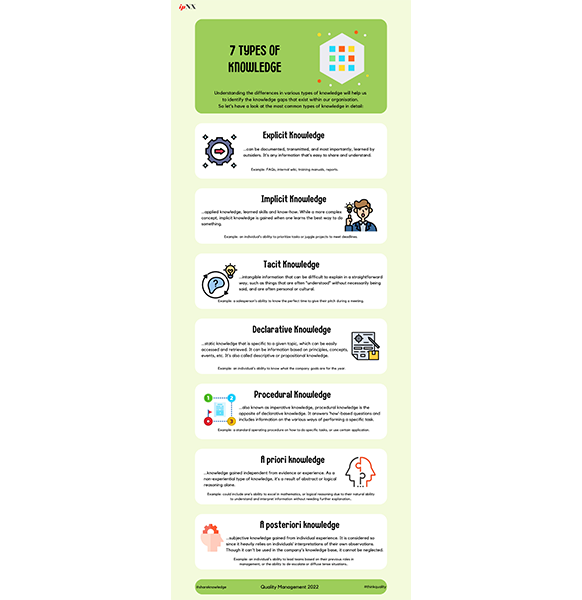 ipNX
7 TYPES OF
KNOWLEDGE
Understanding the differences in various types of knowledge will help us
to identify the knowledge gaps that exist within our organisation.
So let's have a look at the most common types of knowledge in detail:
Explicit Knowledge
...can be documented, transmitted, and most importantly, learned by
outsiders. It's any information that's easy to share and understand.
Example: FAQs, internal wiki, training manuals, reports.
Implicit Knowledge
...applied knowledge, learned skills and know-how. While a more complex
concept, implicit knowledge is gained when one learns the best way to do
something.
Example: an individual's ability to prioritise tasks or juggle projects to meet deadlines.
Tacit Knowledge
...intangible information that can be difficult to explain in a straightforward
way, such as things that are often "understood" without necessarily being
said, and are often personal or cultural.
Example: a salesperson's ability to know the perfect time to give their pitch during a meeting.
Declarative Knowledge
...static knowledge that is specific to a given topic, which can be easily
accessed and retrieved. It can be information based on principles, concepts,
events, etc. It's also called descriptive or propositional knowledge.
Example: an individual's ability to know what the company goals are for the year.
Procedural Knowledge
1
2
3
...also known as imperative knowledge, procedural knowledge is the
opposite of declarative knowledge. It answers 'how'-based questions and
includes information on the various ways of performing a specific task.
Example: a standard operating procedure on how to do specific tasks, or use certain application
A priori knowledge
...knowledge gained independent from evidence or experience. As a
non-experiential type of knowledge, it's a result of abstract or logical
reasoning alone.
Example: could include one's ability to excel in mathematics, or logical reasoning due to their natural ability
to understand and interpret information without needing further explanation.
A posteriori knowledge
...subjective knowledge gained from individual experience. It is considered so
since it heavily relies on individuals' interpretations of their own observations.
Though it can't be used in the company's knowledge base, it cannot be neglected.
Example: an individual's ability to lead teams based on their previous roles in
management, or the ability to de-escalate or diffuse tense situations..
#shareknowledge
Quality Management 2022
#thinkquality